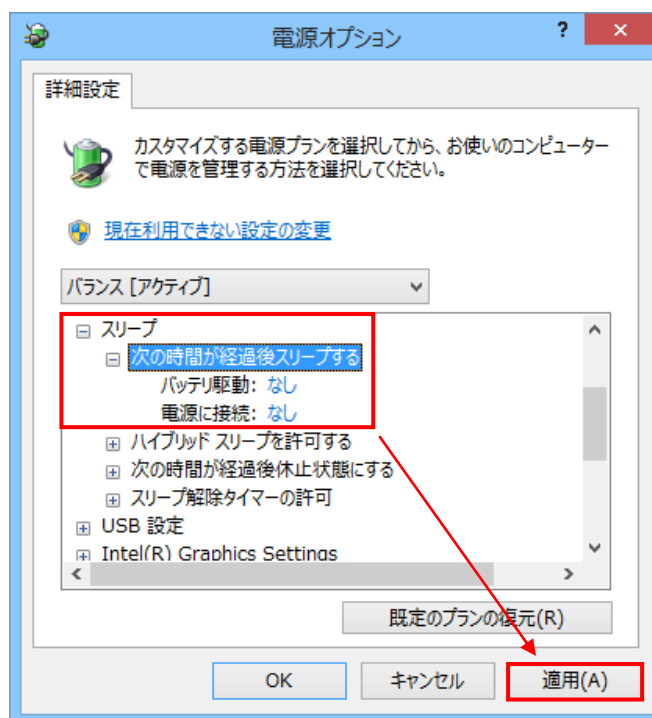 電源オプション
?
×
詳細設定
カスタマイズする電源プランを選択してから、お使いのコンピューター
で電源を管理する方法を選択してください。
現在利用できない設定の変更
バランス [アクティブ]
スリープ
次の時間が経過後スリープする
バッテリ駆動: なし
電源に接続: なし
ハイブリッド スリープを許可する
次の時間が経過後休止状態にする
スリープ解除タイマーの許可
USB 設定
Intel(R) Graphics Settings
既定のプランの復元(R)
OK
キャンセル
適用(A)